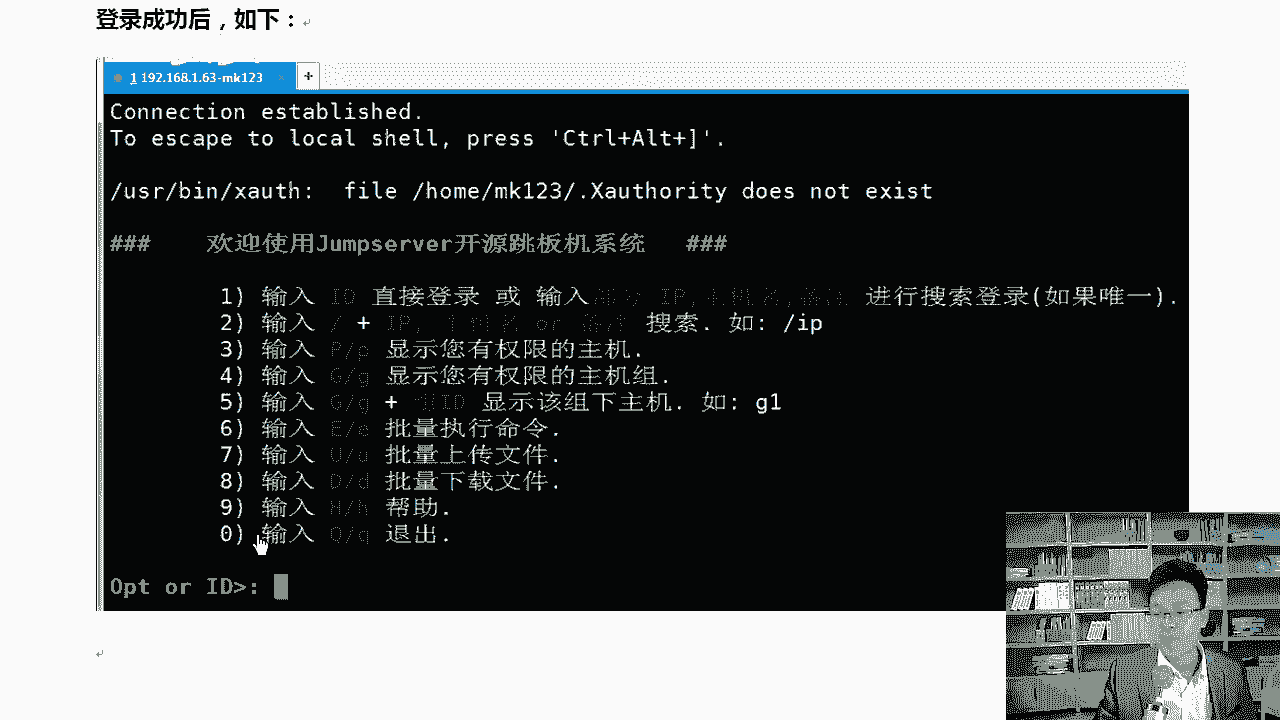 登录成功后，如下：
1 192.168.1.63-mk123 × +
Connection established.
To escape to local shell, press 'Ctrl+Alt+]'.
/usr/bin/xauth:  file /home/mk123/.Xauthority does not exist
###    欢迎使用Jumpserver开源跳板机系统   ###
1) 输入 ID 直接登录 或 输入部分 IP,主机名,备注 进行搜索登录(如果唯一).
2) 输入 / + IP, 主机名 or 备注 搜索. 如: /ip
3) 输入 P/p 显示您有权限的主机.
4) 输入 G/g 显示您有权限的主机组.
5) 输入 G/g + 组ID 显示该组下主机. 如: g1
6) 输入 E/e 批量执行命令.
7) 输入 U/u 批量上传文件.
8) 输入 D/d 批量下载文件.
9) 输入 H/h 帮助.
0) 输入 Q/q 退出.
Opt or ID>: